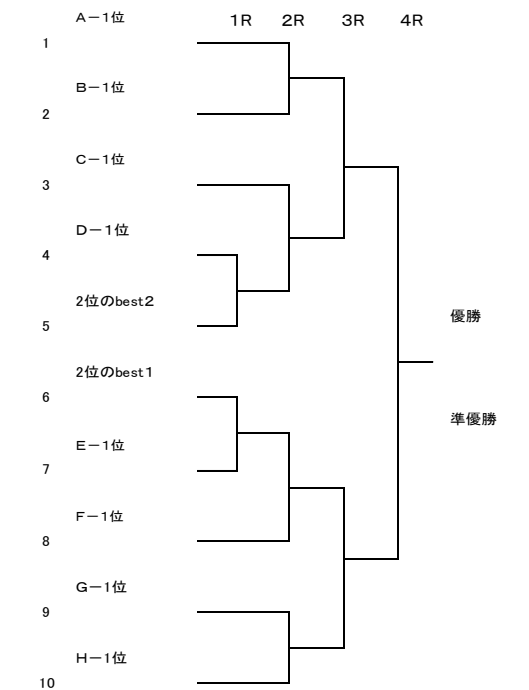 A－1位
1R 2R 3R 4R
1
B－1位
2
C－1位
3
D－1位
4
2位のbest2
5
優勝
2位のbest1
6
準優勝
E－1位
7
F－1位
8
G－1位
9
H－1位
10